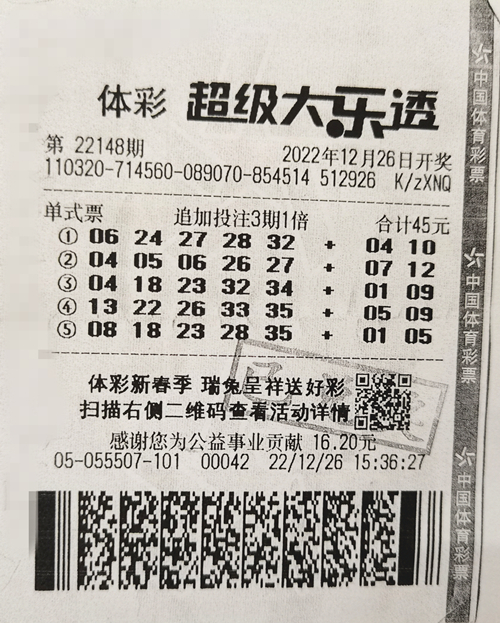 体彩 超级大乐透
第 22148期 2022年12月26日开奖
110320-714560-089070-854514 512926 K/zXNQ
单式票 追加投注3期1倍 合计45元
① 06 24 27 28 32 + 04 10
② 04 05 06 26 27 + 07 12
③ 04 18 23 32 34 + 01 09
④ 13 22 26 33 35 + 05 09
⑤ 08 18 23 28 35 + 01 05
体彩新春季 瑞兔呈祥送好彩
扫描右侧二维码查看活动详情
感谢您为公益事业贡献 16.20元
05-055507-101 00042 22/12/26 15:36:27
中国体育彩票
中国体育彩票
中国体育彩票